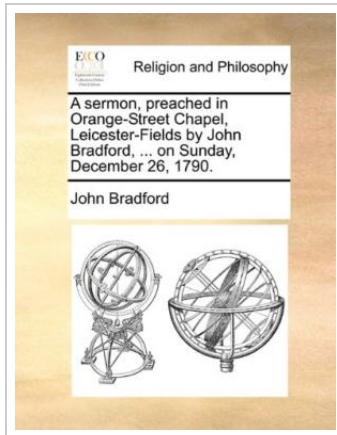 ECCO
Religion and Philosophy
A sermon, preached in
Orange-Street Chapel,
Leicester-Fields by John
Bradford, ... on Sunday,
December 26, 1790.
John Bradford